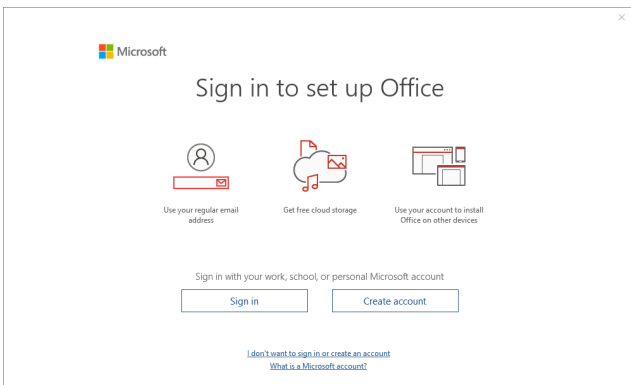 Microsoft
Sign in to set up Office
Use your regular email
address
Get free cloud storage
Use your account to install
Office on other devices
Sign in with your work, school, or personal Microsoft account
Sign in
Create account
I don't want to sign in or create an account
What is a Microsoft account?